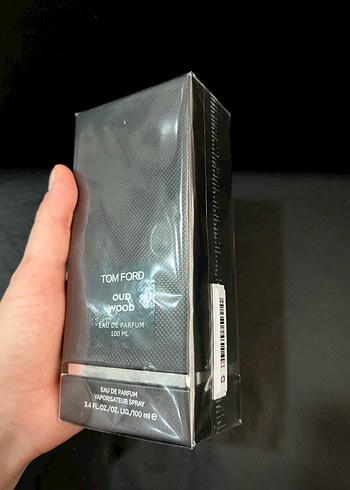 TOM FORD
OUD
WOOD
EAU DE PARFUM
100 ML
EAU DE PARFUM
VAPORISATEUR SPRAY
3.4 FL.OZ./OZ. LIQ./100 ml ℮